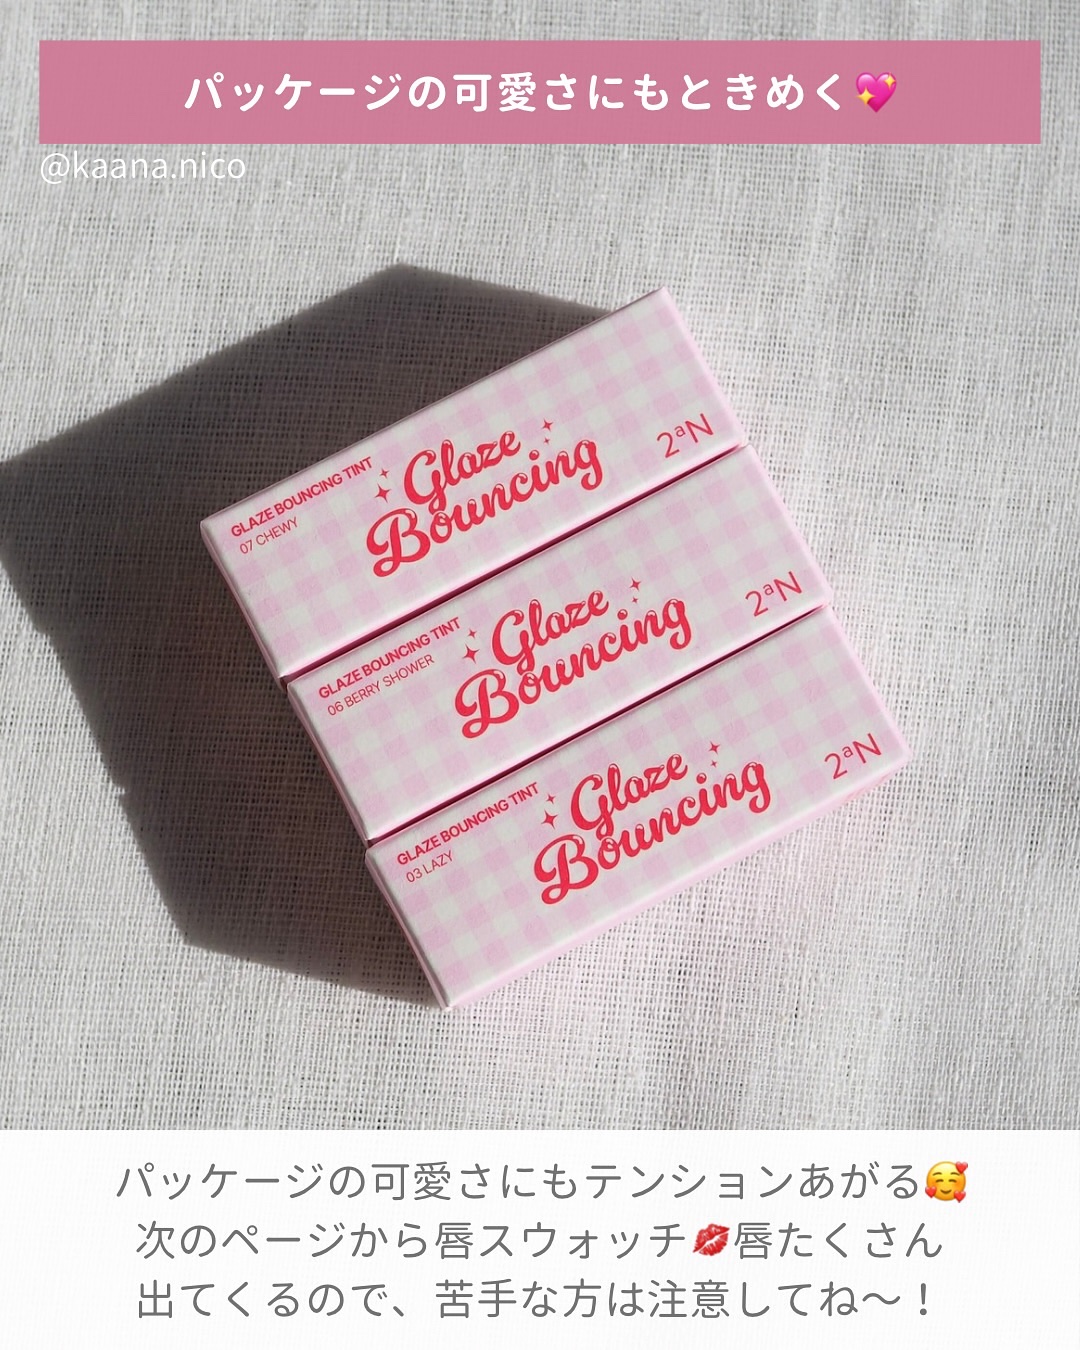 パッケージの可愛さにもときめく💖
@kaana.nico
GLAZE BOUNCING TINT
07 CHEWY
Glaze
Bouncing
2aN
GLAZE BOUNCING TINT
06 BERRY SHOWER
Glaze
Bouncing
2aN
GLAZE BOUNCING TINT
03 LAZY
Glaze
Bouncing
2aN
パッケージの可愛さにもテンションあがる🥰
次のページから唇スウォッチ💋唇たくさん
出てくるので、苦手な方は注意してね〜！